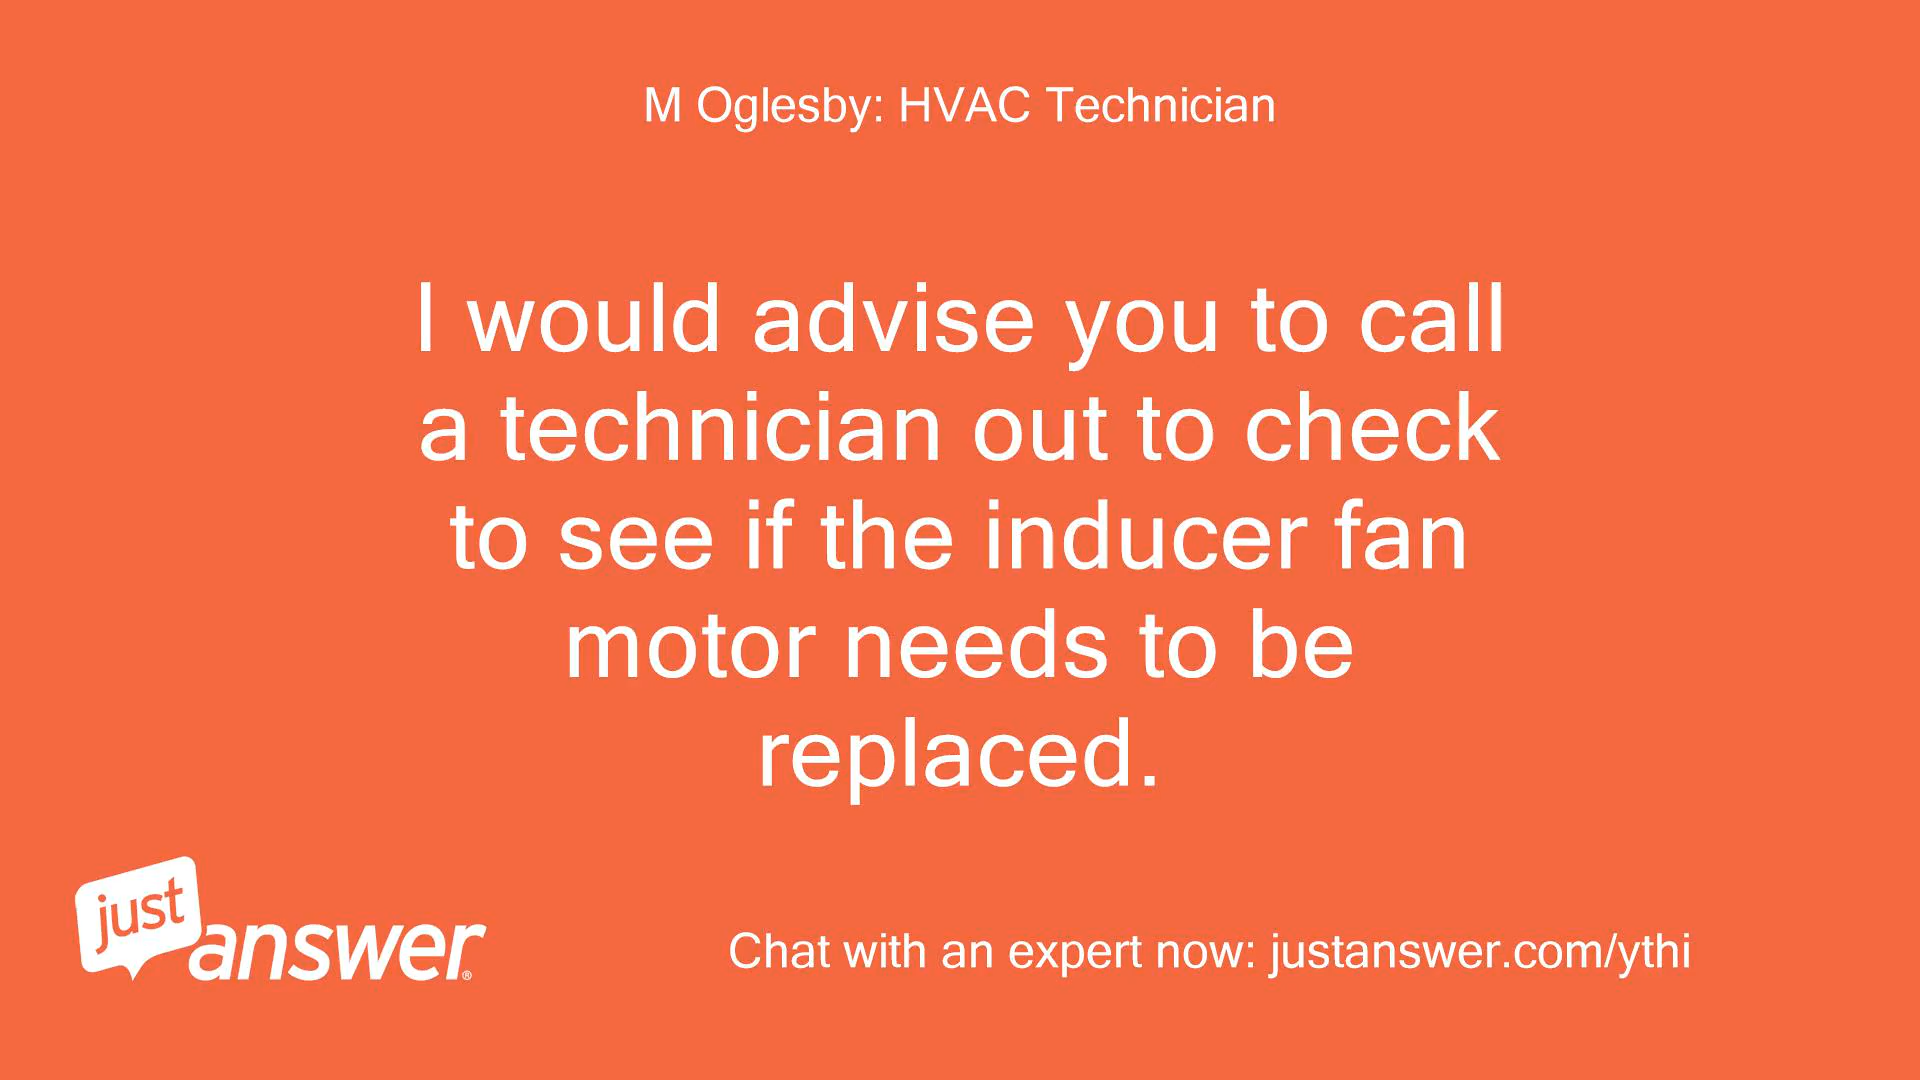 M Oglesby: HVAC Technician
I would advise you to call
a technician out to check
to see if the inducer fan
motor needs to be
replaced.
just
answer®
Chat with an expert now: justanswer.com/ythi